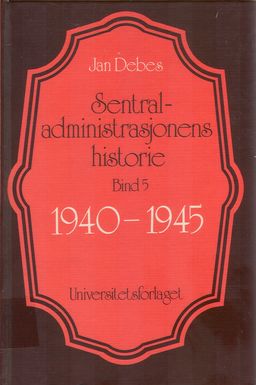 Jan Debes
Sentral-
administrasjonens
historie
Bind 5
1940–1945
Universitetsforlaget